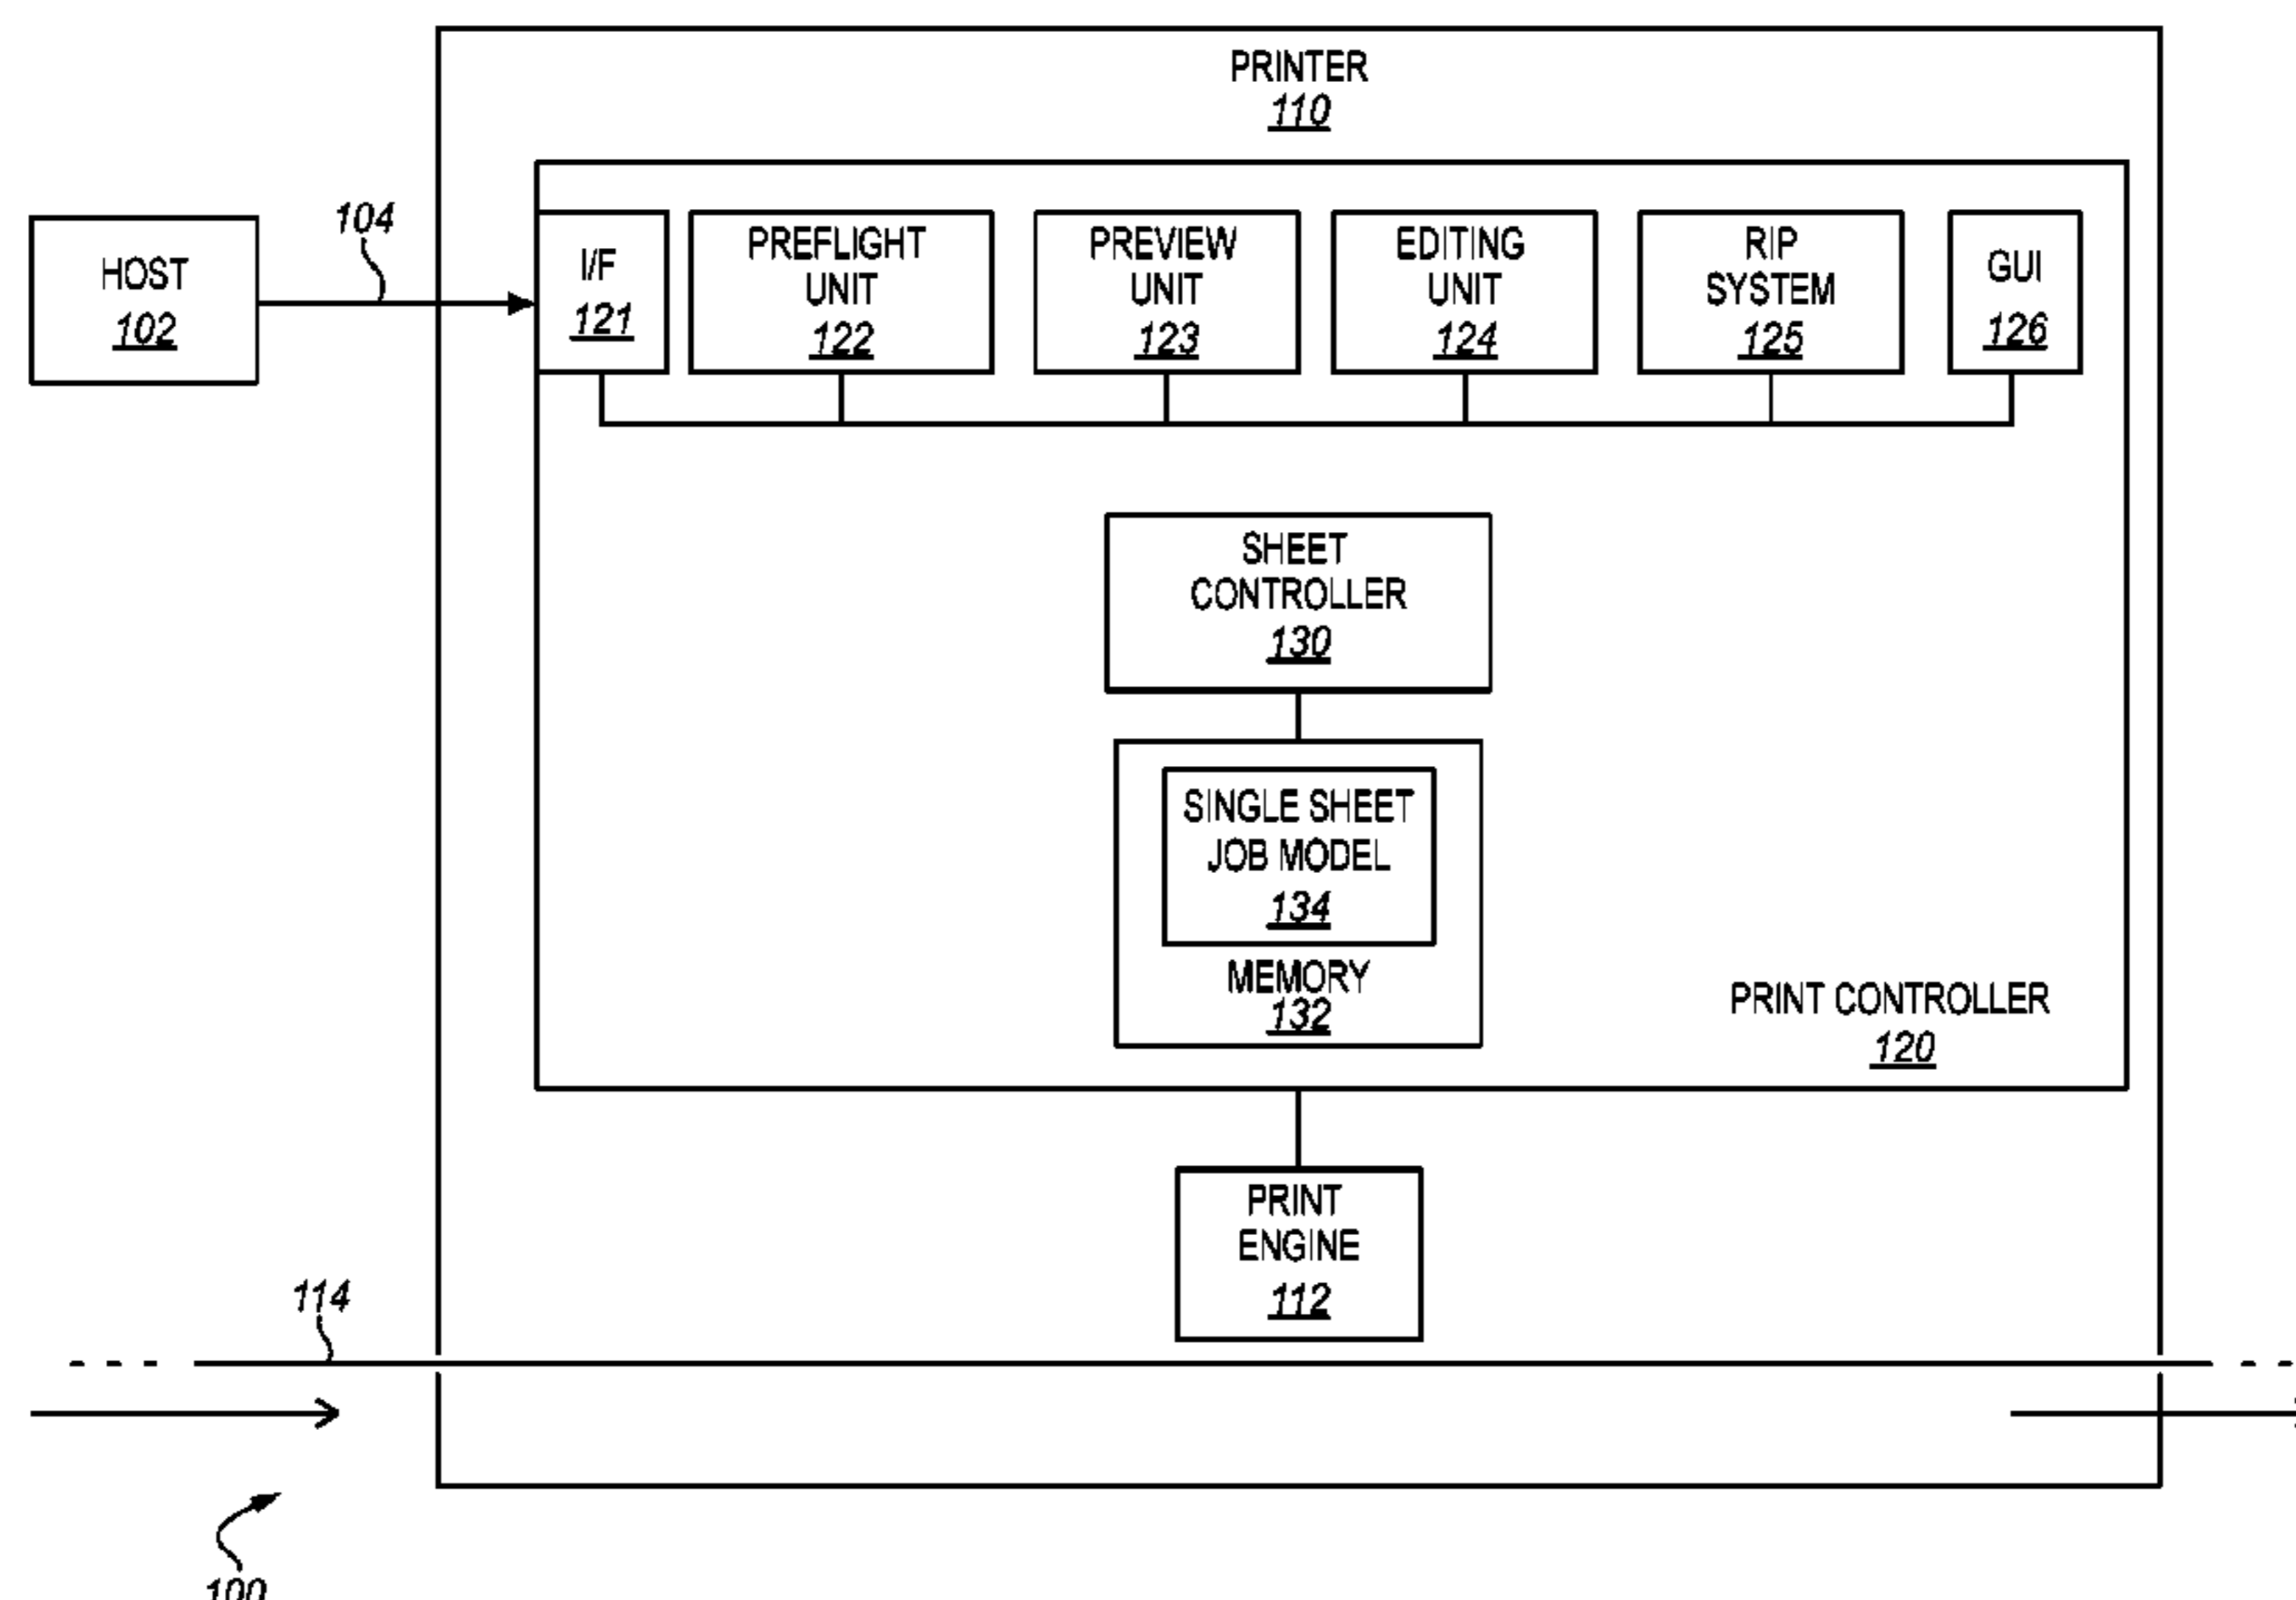 PRINTER
110
104
HOST
102
I/F
121
PREFLIGHT
UNIT
122
PREVIEW
UNIT
123
EDITING
UNIT
124
RIP
SYSTEM
125
GUI
126
SHEET
CONTROLLER
130
SINGLE SHEET
JOB MODEL
134
MEMORY
132
PRINT CONTROLLER
120
PRINT
ENGINE
112
114
100